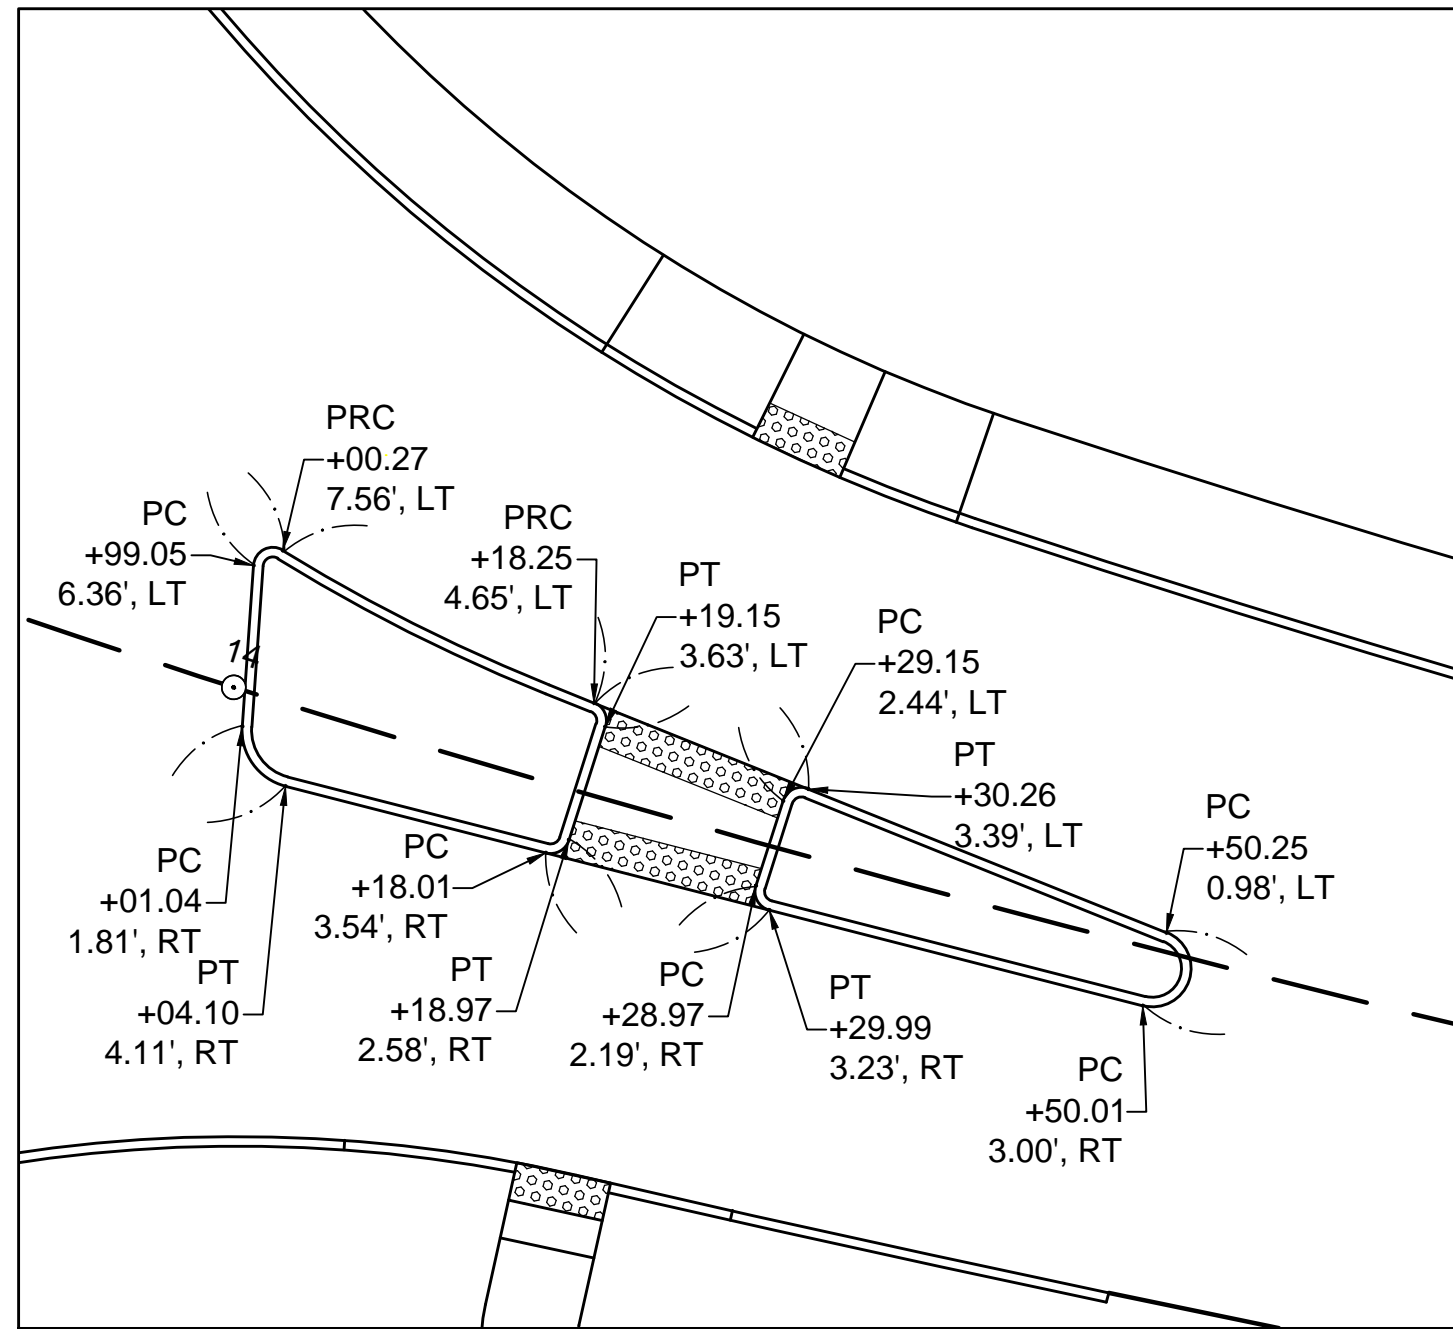 PRC
+00.27
7.56', LT
PC
+99.05
6.36', LT
PRC
+18.25
4.65', LT
PT
+19.15
3.63', LT
PC
+29.15
2.44', LT
14
PT
+30.26
3.39', LT
PC
+50.25
0.98', LT
PC
+01.04
1.81', RT
PT
+04.10
4.11', RT
PC
+18.01
3.54', RT
PT
+18.97
2.58', RT
PC
+28.97
2.19', RT
PT
+29.99
3.23', RT
PC
+50.01
3.00', RT